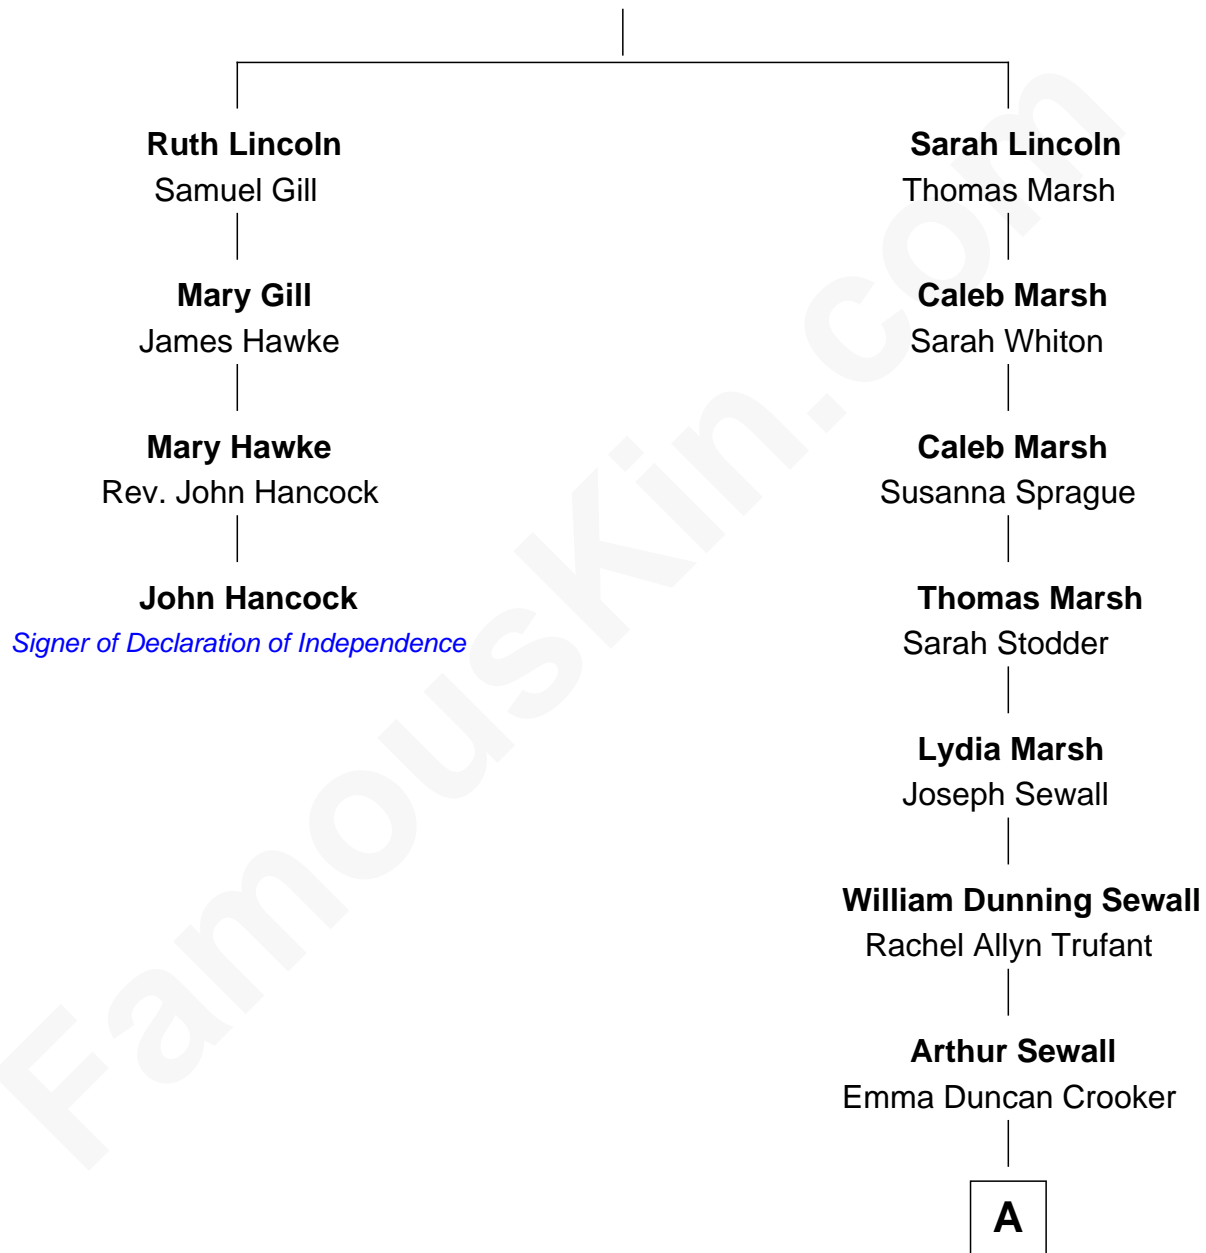 Ruth Lincoln
Samuel Gill
Mary Gill
James Hawke
Mary Hawke
Rev. John Hancock
John Hancock
Signer of Declaration of Independence
Sarah Lincoln
Thomas Marsh
Caleb Marsh
Sarah Whiton
Caleb Marsh
Susanna Sprague
Thomas Marsh
Sarah Stodder
Lydia Marsh
Joseph Sewall
William Dunning Sewall
Rachel Allyn Trufant
Arthur Sewall
Emma Duncan Crooker
A
FamousKin.com